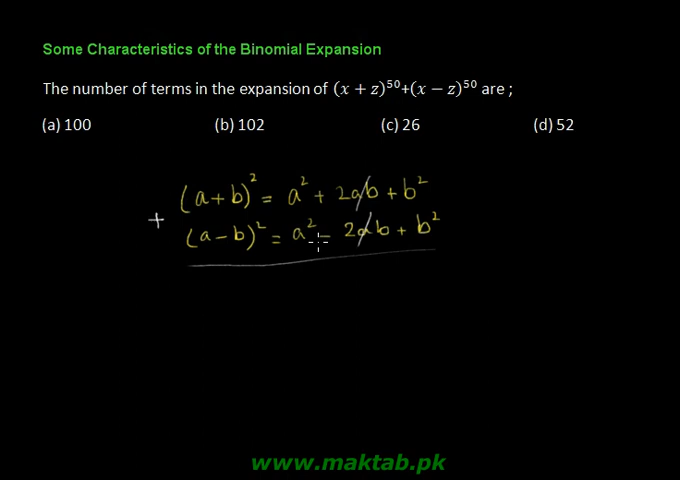 Some Characteristics of the Binomial Expansion
The number of terms in the expansion of (x + z)⁵⁰+(x − z)⁵⁰ are ;
(a) 100 (b) 102 (c) 26 (d) 52
(a + b)² = a² + 2ab + b²
+
(a − b)² = a² − 2ab + b²
www.maktab.pk